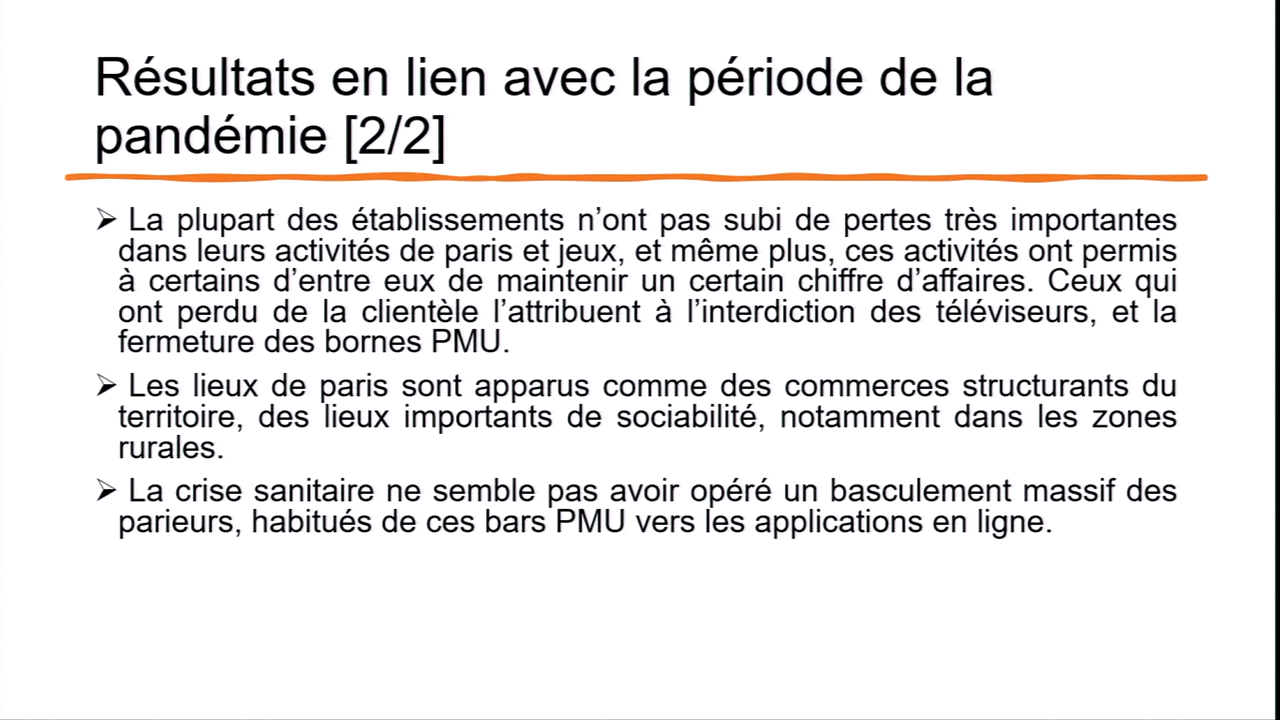 Résultats en lien avec la période de la
pandémie [2/2]
➢ La plupart des établissements n’ont pas subi de pertes très importantes
dans leurs activités de paris et jeux, et même plus, ces activités ont permis
à certains d’entre eux de maintenir un certain chiffre d’affaires. Ceux qui
ont perdu de la clientèle l’attribuent à l’interdiction des téléviseurs, et la
fermeture des bornes PMU.
➢ Les lieux de paris sont apparus comme des commerces structurants du
territoire, des lieux importants de sociabilité, notamment dans les zones
rurales.
➢ La crise sanitaire ne semble pas avoir opéré un basculement massif des
parieurs, habitués de ces bars PMU vers les applications en ligne.